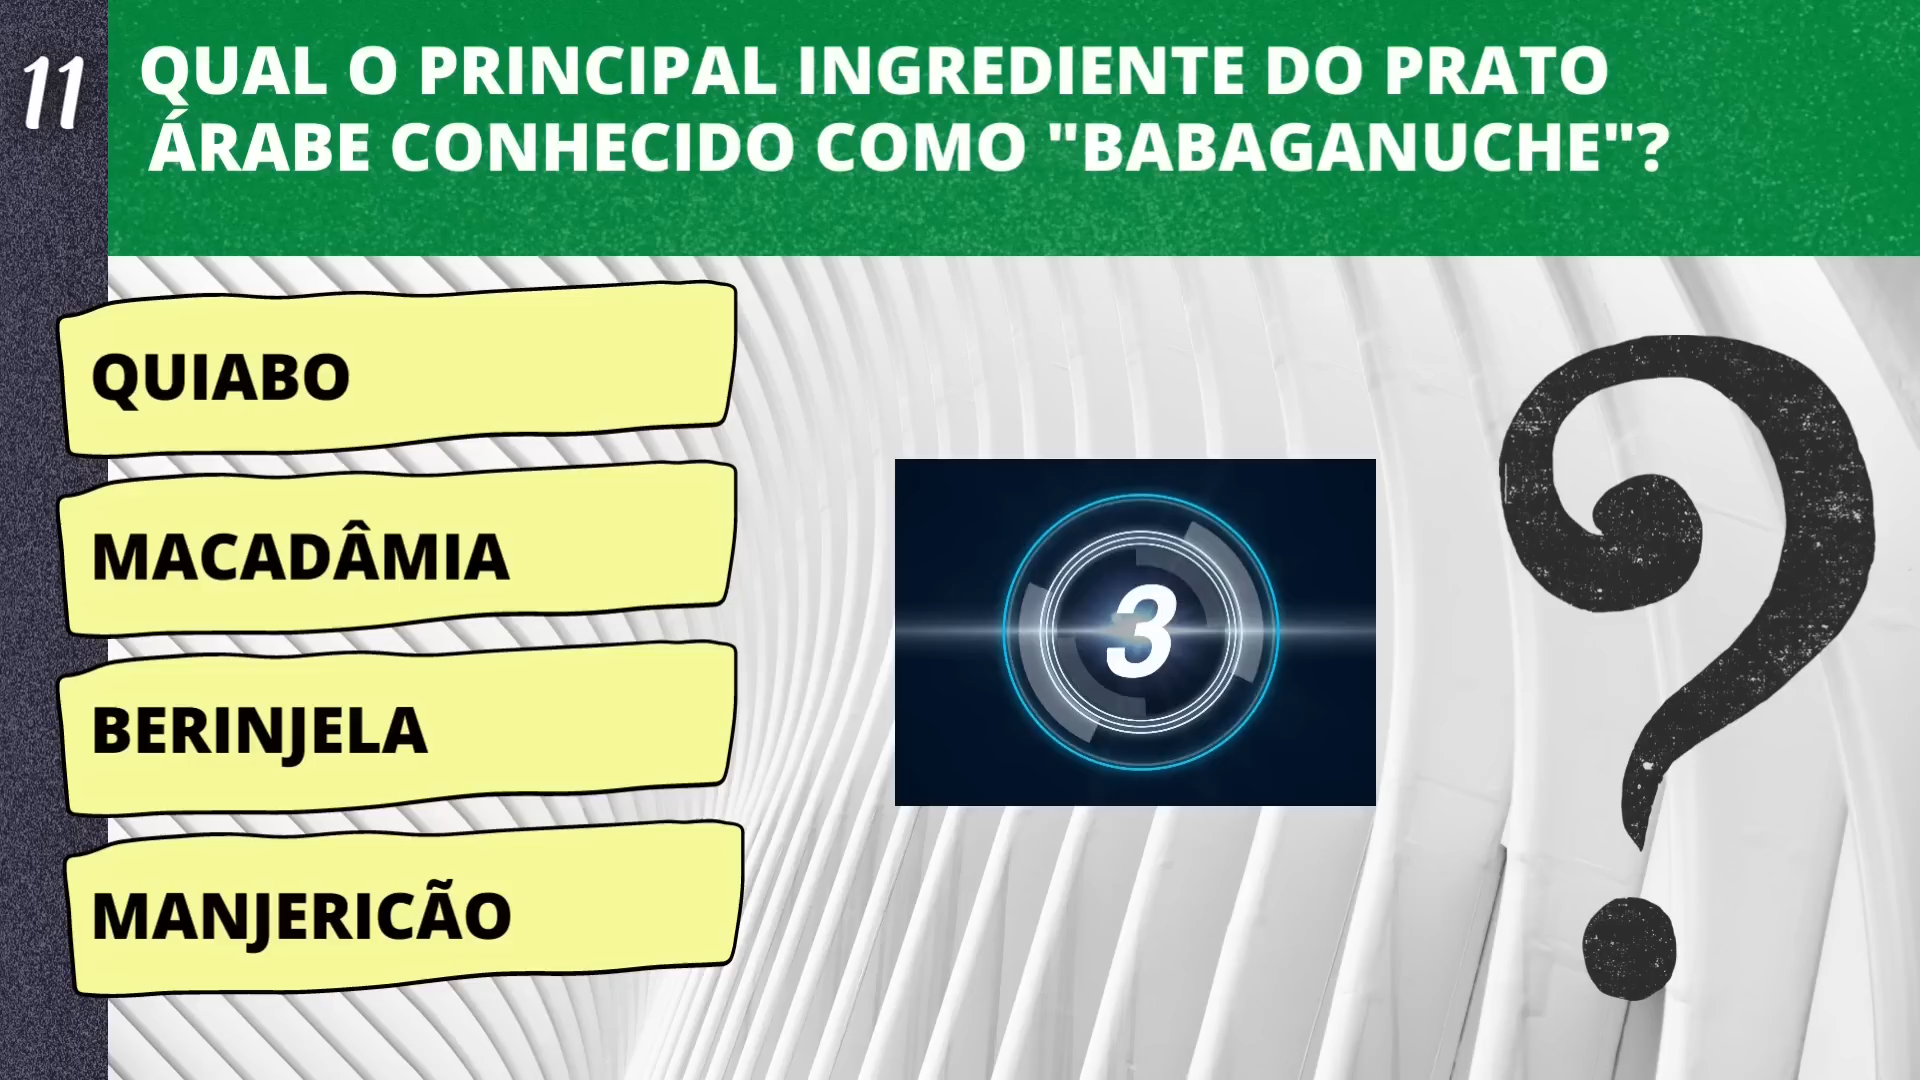 11
QUAL O PRINCIPAL INGREDIENTE DO PRATO
ÁRABE CONHECIDO COMO "BABAGANUCHE"?
QUIABO
MACADÂMIA
BERINJELA
MANJERICÃO
3
?